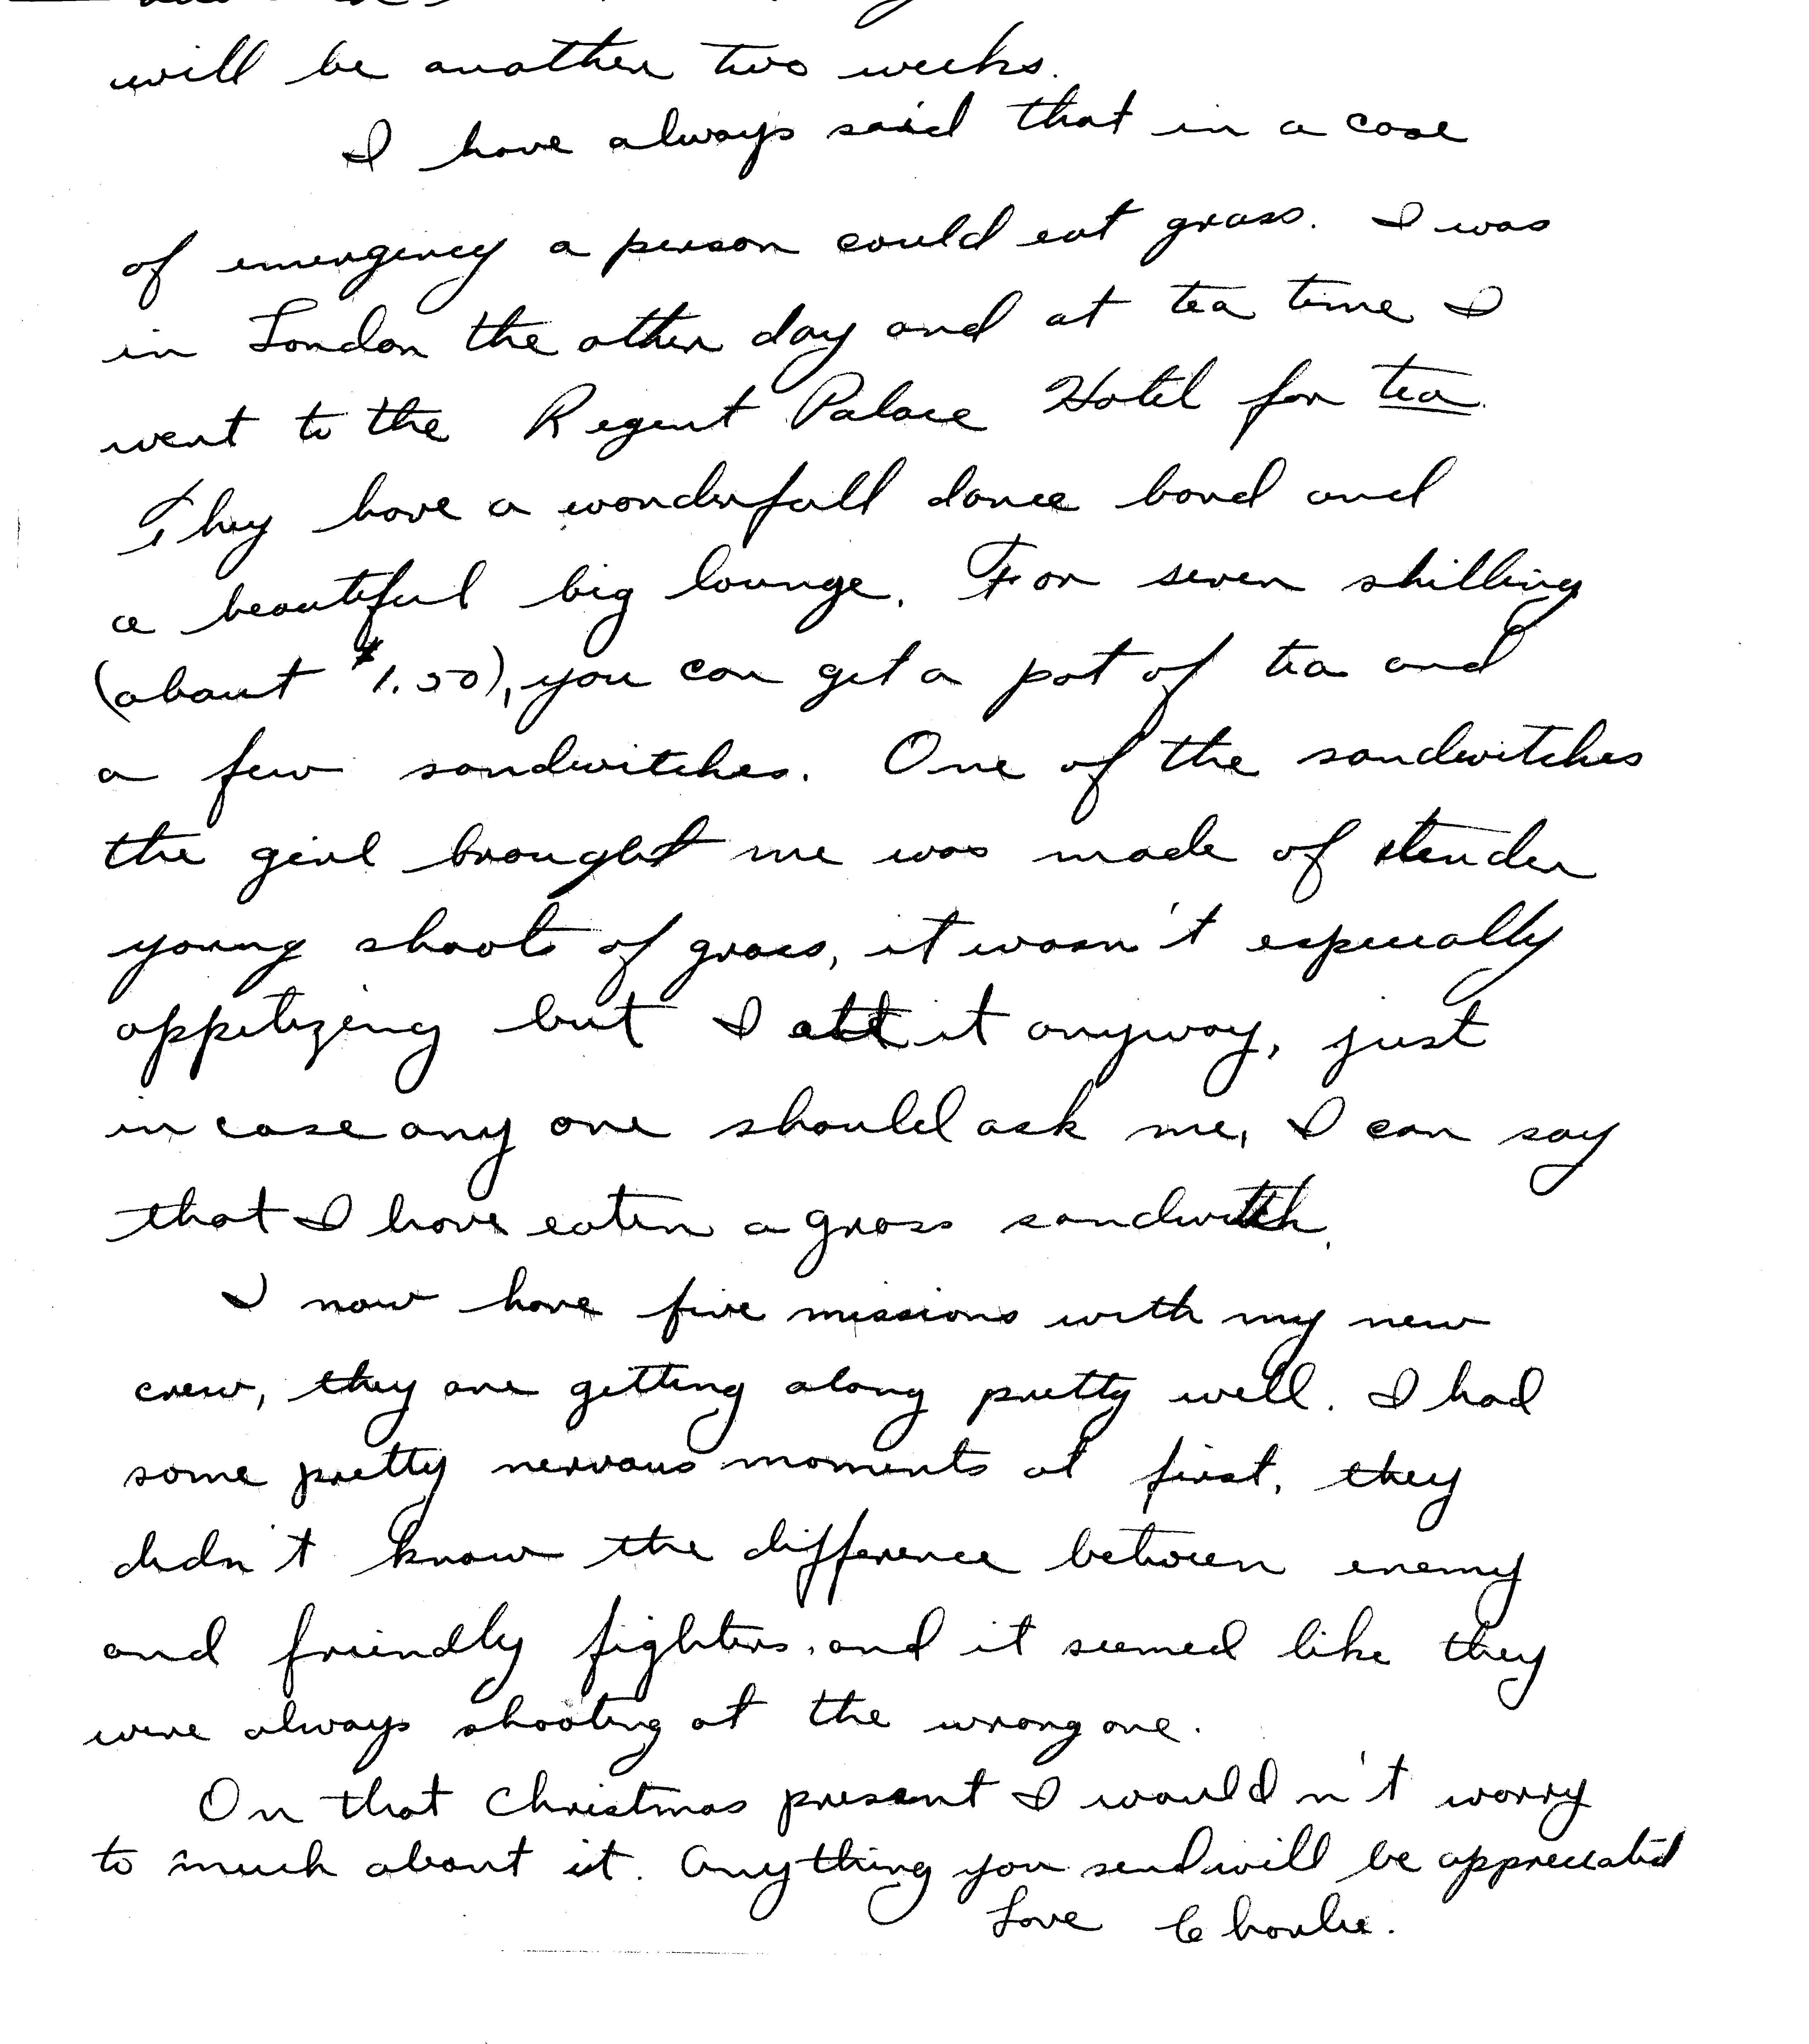 will be another two weeks.
I have always said that in a case
of emergency a person could eat grass. I was
in London the other day and at tea time I
went to the Regent Palace Hotel for tea.
They have a wonderfull dance band and
a beautiful big lounge. For seven shilling
(about $1.50), you can get a pot of tea and
a few sandwitches. One of the sandwitches
the girl brought me was made of tender
young shoots of grass, it wasn't especially
appetizing but I ate it anyway, just
in case any one should ask me, I can say
that I have eaten a grass sandwitch.
I now have five missions with my new
crew, they are getting along pretty well. I had
some pretty nervous moments at first, they
didn't know the difference between enemy
and friendly fighters, and it seemed like they
were always shooting at the wrong one.
On that Christmas present I wouldn't worry
to much about it. Anything you send will be appreciated
Love Charlie.